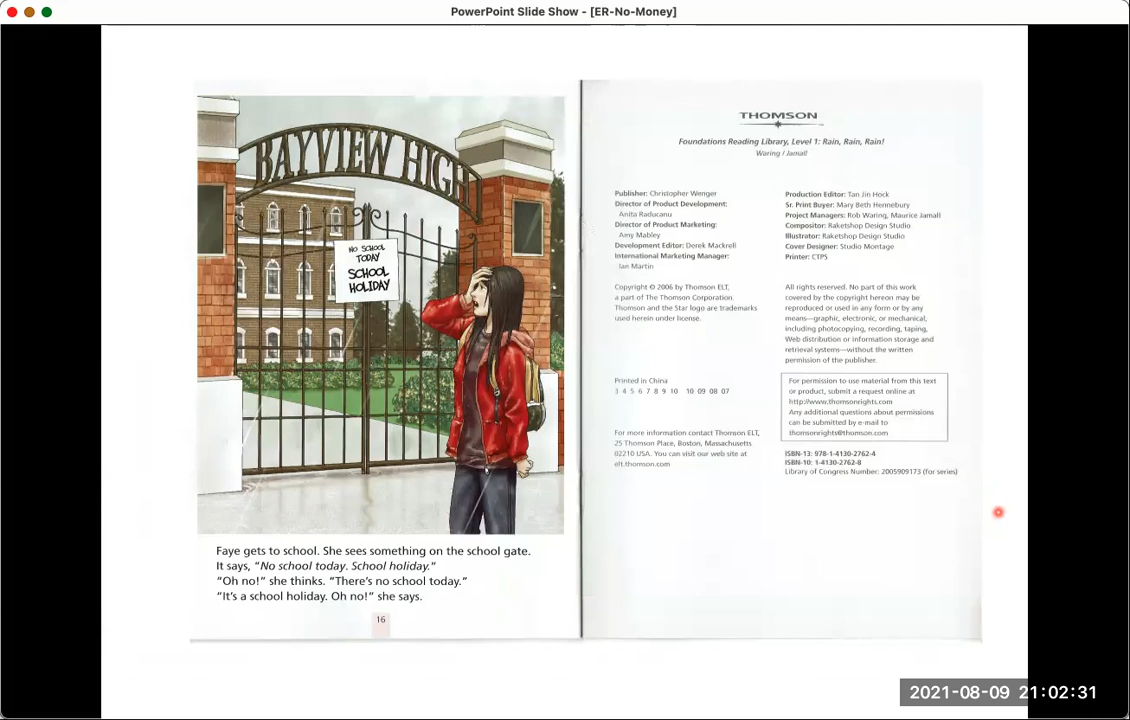 PowerPoint Slide Show - [ER-No-Money]
BAYVIEW HIGH
NO SCHOOL
TODAY
SCHOOL
HOLIDAY
Faye gets to school. She sees something on the school gate.
It says, "No school today. School holiday."
"Oh no!" she thinks. "There's no school today."
"It's a school holiday. Oh no!" she says.
16
THOMSON
Foundations Reading Library, Level 1: Rain, Rain, Rain!
Waring / Jamall
Publisher: Christopher Wenger
Director of Product Development:
Anita Raducanu
Director of Product Marketing:
Amy Mabley
Development Editor: Derek Mackrell
International Marketing Manager:
Ian Martin
Copyright © 2006 by Thomson ELT,
a part of The Thomson Corporation.
Thomson and the Star logo are trademarks
used herein under license.
Printed in China
3 4 5 6 7 8 9 10 10 09 08 07
For more information contact Thomson ELT,
25 Thomson Place, Boston, Massachusetts
02210 USA. You can visit our web site at
elt.thomson.com
Production Editor: Tan Jin Hock
Sr. Print Buyer: Mary Beth Hennebury
Project Managers: Rob Waring, Maurice Jamall
Compositor: Raketshop Design Studio
Illustrator: Raketshop Design Studio
Cover Designer: Studio Montage
Printer: CTPS
All rights reserved. No part of this work
covered by the copyright hereon may be
reproduced or used in any form or by any
means—graphic, electronic, or mechanical,
including photocopying, recording, taping,
Web distribution or information storage and
retrieval systems—without the written
permission of the publisher.
For permission to use material from this text
or product, submit a request online at
http://www.thomsonrights.com
Any additional questions about permissions
can be submitted by e-mail to
thomsonrights@thomson.com
ISBN-13: 978-1-4130-2762-4
ISBN-10: 1-4130-2762-8
Library of Congress Number: 2005909173 (for series)
2021-08-09 21:02:31